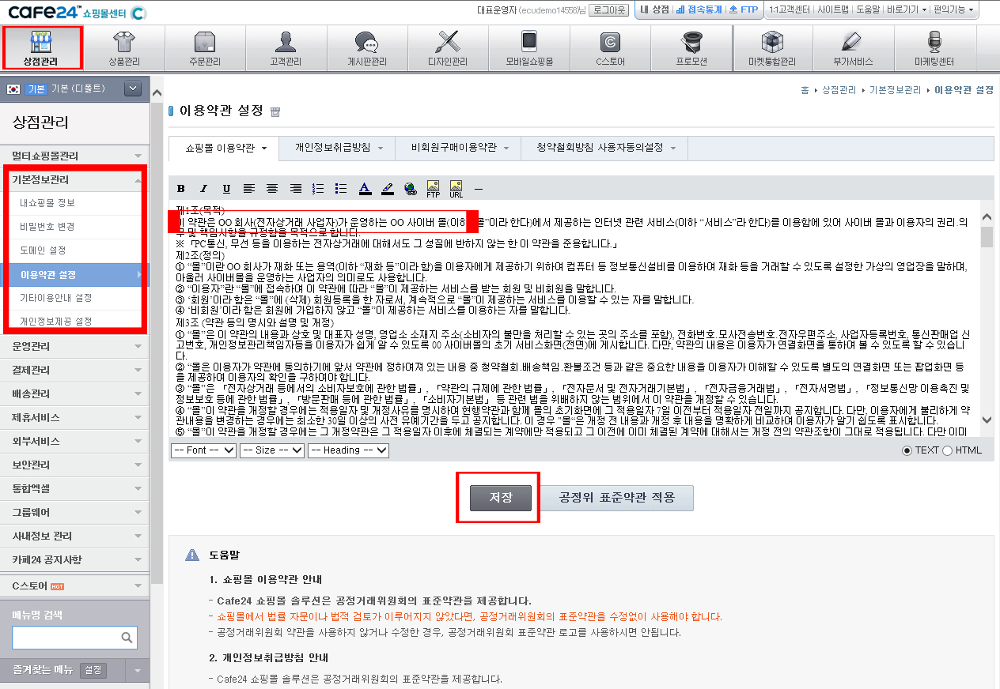 cafe24 쇼핑몰센터 C
대표운영자 (ecudemo14558)님 로그아웃 내 상점 접속통계 FTP 1:1고객센터 사이트맵 도움말 바로가기 편의기능
상점관리 상품관리 주문관리 고객관리 게시판관리 디자인관리 모바일쇼핑몰 C스토어 프로모션 마켓통합관리 부가서비스 마케팅센터
기본 기본 (디폴트)
상점관리
멀티쇼핑몰관리
기본정보관리
내쇼핑몰 정보
비밀번호 변경
도메인 설정
이용약관 설정
기타이용안내 설정
개인정보제공 설정
운영관리
결제관리
배송관리
제휴서비스
외부서비스
보안관리
통합엑셀
그룹웨어
사내정보 관리
카페24 공지사항
C스토어 HOT
메뉴명 검색
즐겨찾는 메뉴 설정
홈 상점관리 기본정보관리 이용약관 설정
이용약관 설정
쇼핑몰 이용약관 개인정보취급방침 비회원구매이용약관 청약철회방침 사용자동의설정
B I U A FTP URL
제1조(목적)
이 약관은 OO 회사(전자상거래 사업자)가 운영하는 OO 사이버 몰(이하 “몰”이라 한다)에서 제공하는 인터넷 관련 서비스(이하 “서비스”라 한다)를 이용함에 있어 사이버 몰과 이용자의 권리.의
무 및 책임사항을 규정함을 목적으로 합니다.
※「PC통신, 무선 등을 이용하는 전자상거래에 대해서도 그 성질에 반하지 않는 한 이 약관을 준용합니다.」
제2조(정의)
① “몰”이란 OO 회사가 재화 또는 용역(이하 “재화 등”이라 함)을 이용자에게 제공하기 위하여 컴퓨터 등 정보통신설비를 이용하여 재화 등을 거래할 수 있도록 설정한 가상의 영업장을 말하며,
아울러 사이버몰을 운영하는 사업자의 의미로도 사용합니다.
② “이용자”란 “몰”에 접속하여 이 약관에 따라 “몰”이 제공하는 서비스를 받는 회원 및 비회원을 말합니다.
③ ‘회원’이라 함은 “몰”에 (삭제) 회원등록을 한 자로서, 계속적으로 “몰”이 제공하는 서비스를 이용할 수 있는 자를 말합니다.
④ ‘비회원’이라 함은 회원에 가입하지 않고 “몰”이 제공하는 서비스를 이용하는 자를 말합니다.
제3조 (약관 등의 명시와 설명 및 개정)
① “몰”은 이 약관의 내용과 상호 및 대표자 성명, 영업소 소재지 주소(소비자의 불만을 처리할 수 있는 곳의 주소를 포함), 전화번호.모사전송번호.전자우편주소, 사업자등록번호, 통신판매업 신
고번호, 개인정보관리책임자등을 이용자가 쉽게 알 수 있도록 00 사이버몰의 초기 서비스화면(전면)에 게시합니다. 다만, 약관의 내용은 이용자가 연결화면을 통하여 볼 수 있도록 할 수 있습니
다.
② “몰은 이용자가 약관에 동의하기에 앞서 약관에 정하여져 있는 내용 중 청약철회.배송책임.환불조건 등과 같은 중요한 내용을 이용자가 이해할 수 있도록 별도의 연결화면 또는 팝업화면 등
을 제공하여 이용자의 확인을 구하여야 합니다.
③ “몰”은 「전자상거래 등에서의 소비자보호에 관한 법률」, 「약관의 규제에 관한 법률」, 「전자문서 및 전자거래기본법」, 「전자금융거래법」, 「전자서명법」, 「정보통신망 이용촉진 및
정보보호 등에 관한 법률」, 「방문판매 등에 관한 법률」, 「소비자기본법」 등 관련 법을 위배하지 않는 범위에서 이 약관을 개정할 수 있습니다.
④ “몰”이 약관을 개정할 경우에는 적용일자 및 개정사유를 명시하여 현행약관과 함께 몰의 초기화면에 그 적용일자 7일 이전부터 적용일자 전일까지 공지합니다. 다만, 이용자에게 불리하게 약
관내용을 변경하는 경우에는 최소한 30일 이상의 사전 유예기간을 두고 공지합니다. 이 경우 "몰“은 개정 전 내용과 개정 후 내용을 명확하게 비교하여 이용자가 알기 쉽도록 표시합니다.
⑤ “몰”이 약관을 개정할 경우에는 그 개정약관은 그 적용일자 이후에 체결되는 계약에만 적용되고 그 이전에 이미 체결된 계약에 대해서는 개정 전의 약관조항이 그대로 적용됩니다. 다만 이미
-- Font -- -- Size -- -- Heading -- TEXT HTML
저장 공정위 표준약관 적용
도움말
1. 쇼핑몰 이용약관 안내
- Cafe24 쇼핑몰 솔루션은 공정거래위원회의 표준약관을 제공합니다.
- 쇼핑몰에서 법률 자문이나 법적 검토가 이루어지지 않았다면, 공정거래위원회의 표준약관을 수정없이 사용해야 합니다.
- 공정거래위원회 약관을 사용하지 않거나 수정한 경우, 공정거래위원회 표준약관 로고를 사용하시면 안됩니다.
2. 개인정보취급방침 안내
- Cafe24 쇼핑몰 솔루션은 공정거래위원회의 표준약관을 제공합니다.